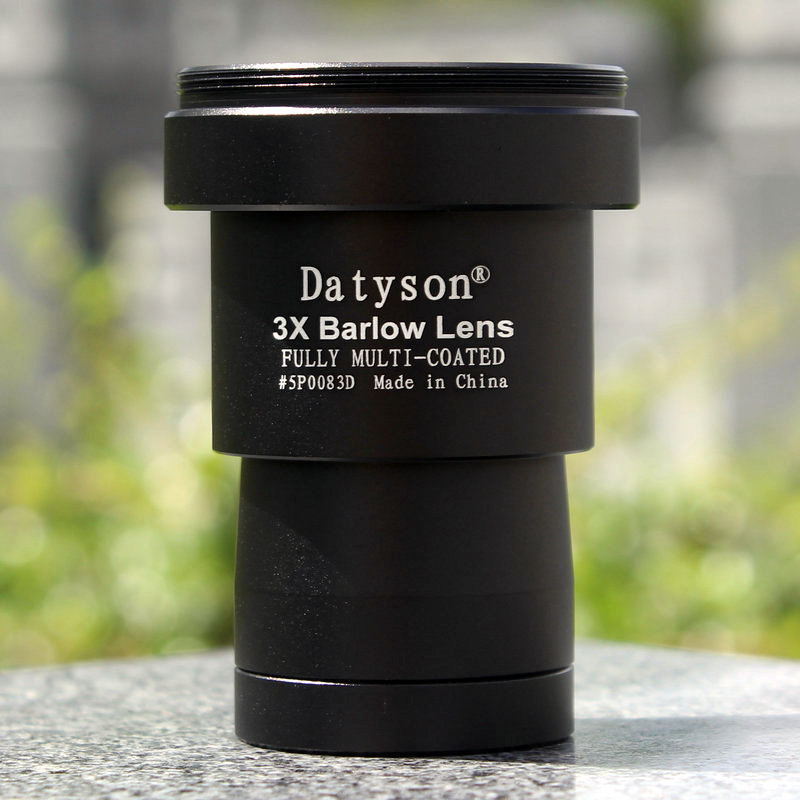 Datyson®
3X Barlow Lens
FULLY MULTI-COATED
#5P0083D Made in China